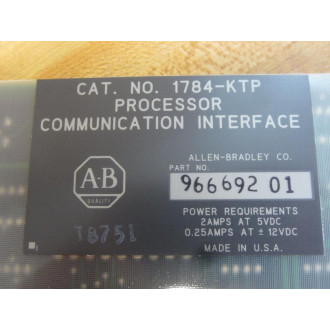 CAT. NO. 1784-KTP
PROCESSOR
COMMUNICATION INTERFACE
ALLEN-BRADLEY CO.
PART NO.
966692 01
A-B
QUALITY
POWER REQUIREMENTS
2AMPS AT 5VDC
0.25AMPS AT ± 12VDC
T8751
MADE IN U.S.A.